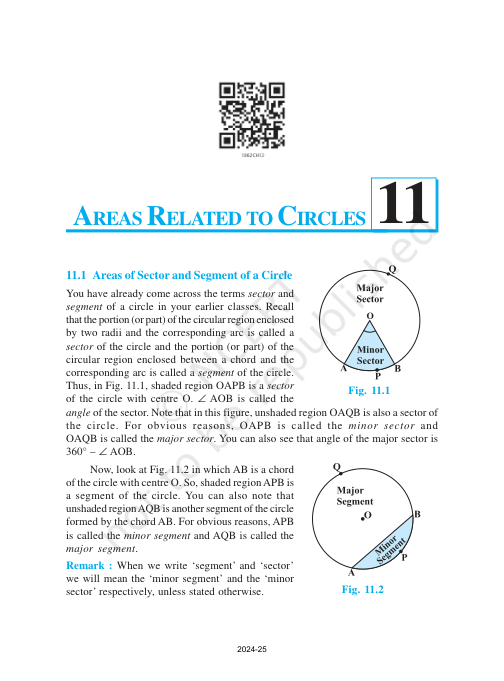 1062CH12
AREAS RELATED TO CIRCLES 11
11.1 Areas of Sector and Segment of a Circle
You have already come across the terms sector and
segment of a circle in your earlier classes. Recall
that the portion (or part) of the circular region enclosed
by two radii and the corresponding arc is called a
sector of the circle and the portion (or part) of the
circular region enclosed between a chord and the
corresponding arc is called a segment of the circle.
Thus, in Fig. 11.1, shaded region OAPB is a sector
of the circle with centre O. ∠ AOB is called the
Q
Major
Sector
O
Minor
Sector
A
B
P
Fig. 11.1
angle of the sector. Note that in this figure, unshaded region OAQB is also a sector of
the circle. For obvious reasons, OAPB is called the minor sector and
OAQB is called the major sector. You can also see that angle of the major sector is
360° – ∠ AOB.
Now, look at Fig. 11.2 in which AB is a chord
of the circle with centre O. So, shaded region APB is
a segment of the circle. You can also note that
unshaded region AQB is another segment of the circle
formed by the chord AB. For obvious reasons, APB
is called the minor segment and AQB is called the
major segment.
Remark : When we write ‘segment’ and ‘sector’
we will mean the ‘minor segment’ and the ‘minor
sector’ respectively, unless stated otherwise.
Q
Major
Segment
O
B
Minor
Segment
P
A
Fig. 11.2
2024-25
not to be republished